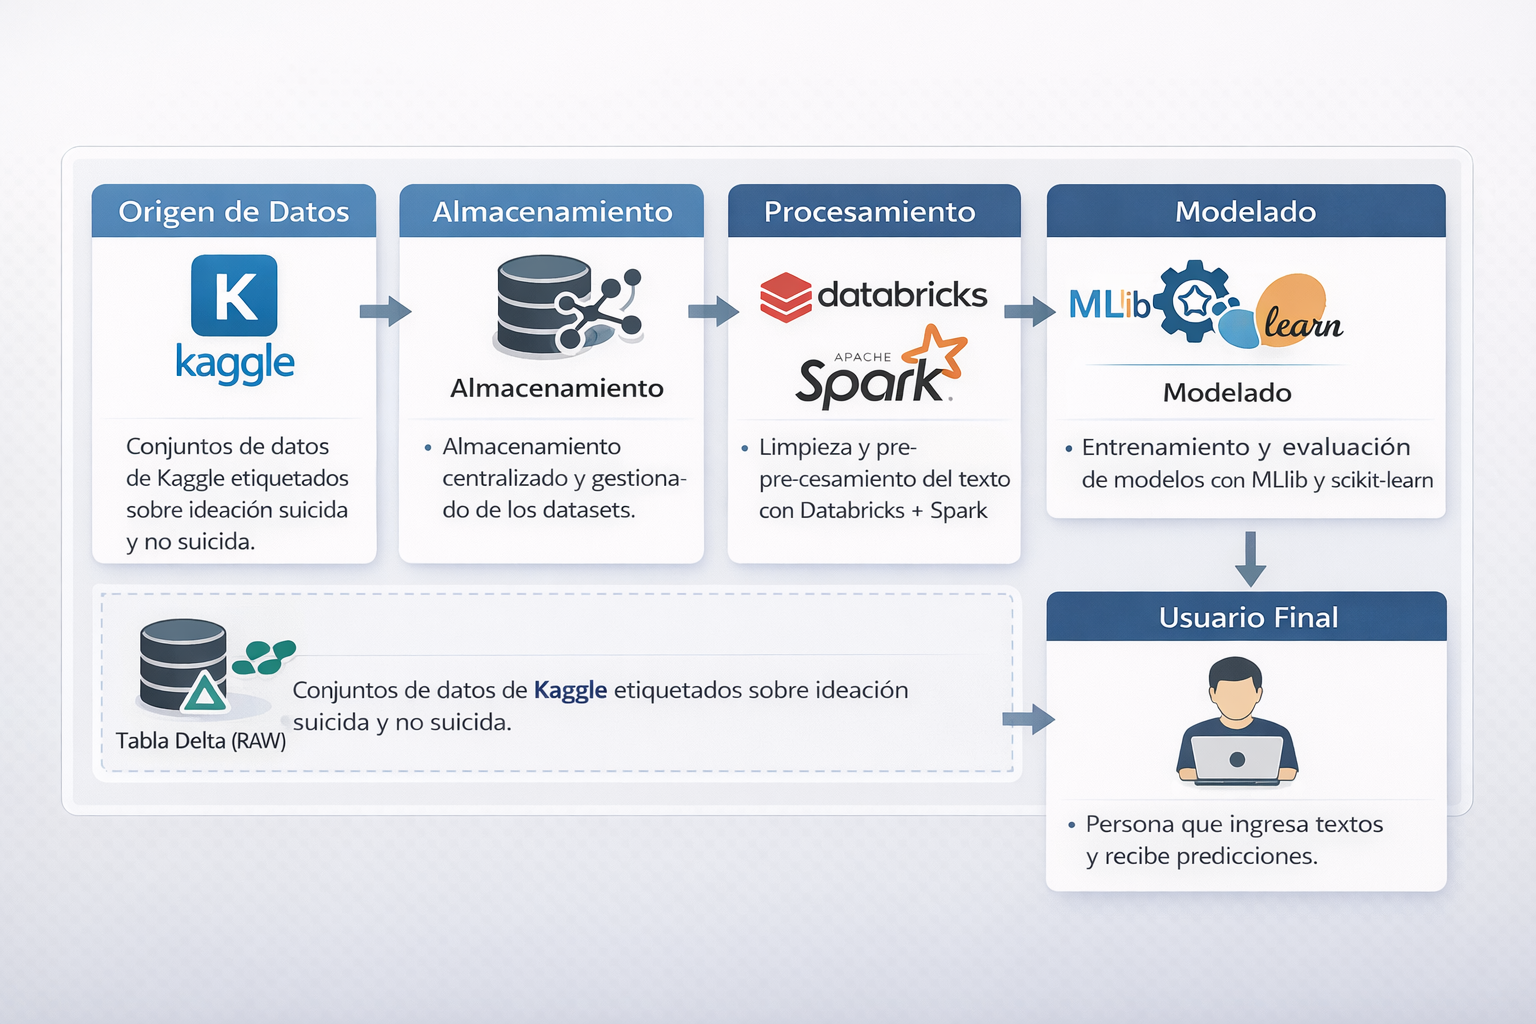 Origen de Datos
K
kaggle
Conjuntos de datos
de Kaggle etiquetados
sobre ideación suicida
y no suicida.
Almacenamiento
Almacenamiento
• Almacenamiento
centralizado y gestiona-
do de los datasets.
Procesamiento
databricks
APACHE
Spark
• Limpieza y pre-
pre-cesamiento del texto
con Databricks + Spark
Modelado
MLlib
learn
Modelado
• Entrenamiento y evaluación
de modelos con MLlib y scikit-learn
Tabla Delta (RAW)
Conjuntos de datos de Kaggle etiquetados sobre ideación
suicida y no suicida.
Usuario Final
• Persona que ingresa textos
y recibe predicciones.